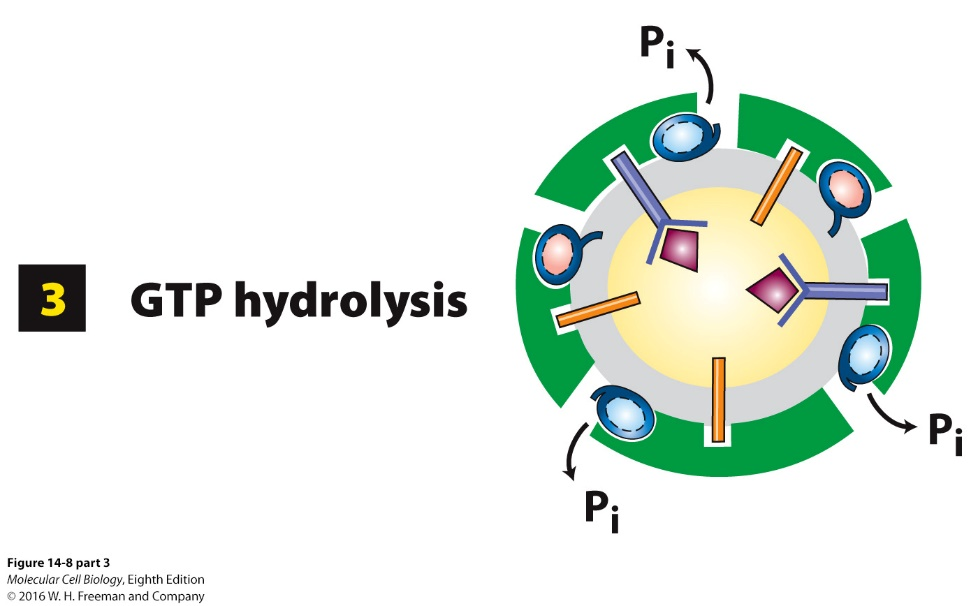 Pi
3 GTP hydrolysis
Pi
Pi
Figure 14-8 part 3
Molecular Cell Biology, Eighth Edition
© 2016 W. H. Freeman and Company